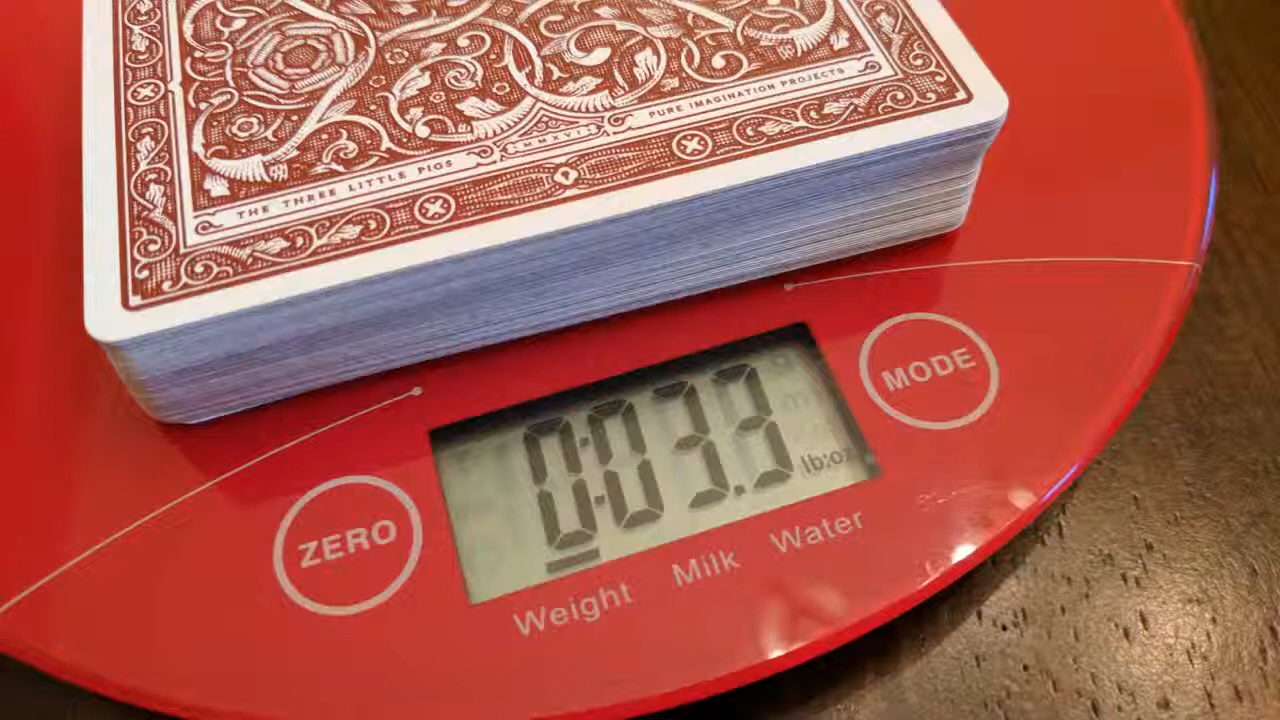 THE THREE LITTLE PIGS
MMXVII
PURE IMAGINATION PROJECTS
0:03.3
lb:oz
ZERO
MODE
Weight Milk Water